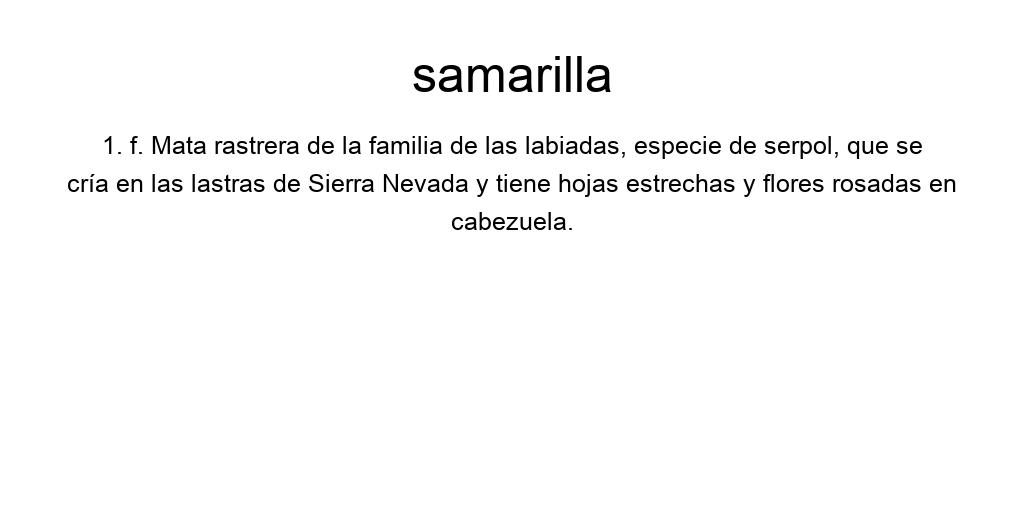 samarilla
1. f. Mata rastrera de la familia de las labiadas, especie de serpol, que se
cría en las lastras de Sierra Nevada y tiene hojas estrechas y flores rosadas en
cabezuela.